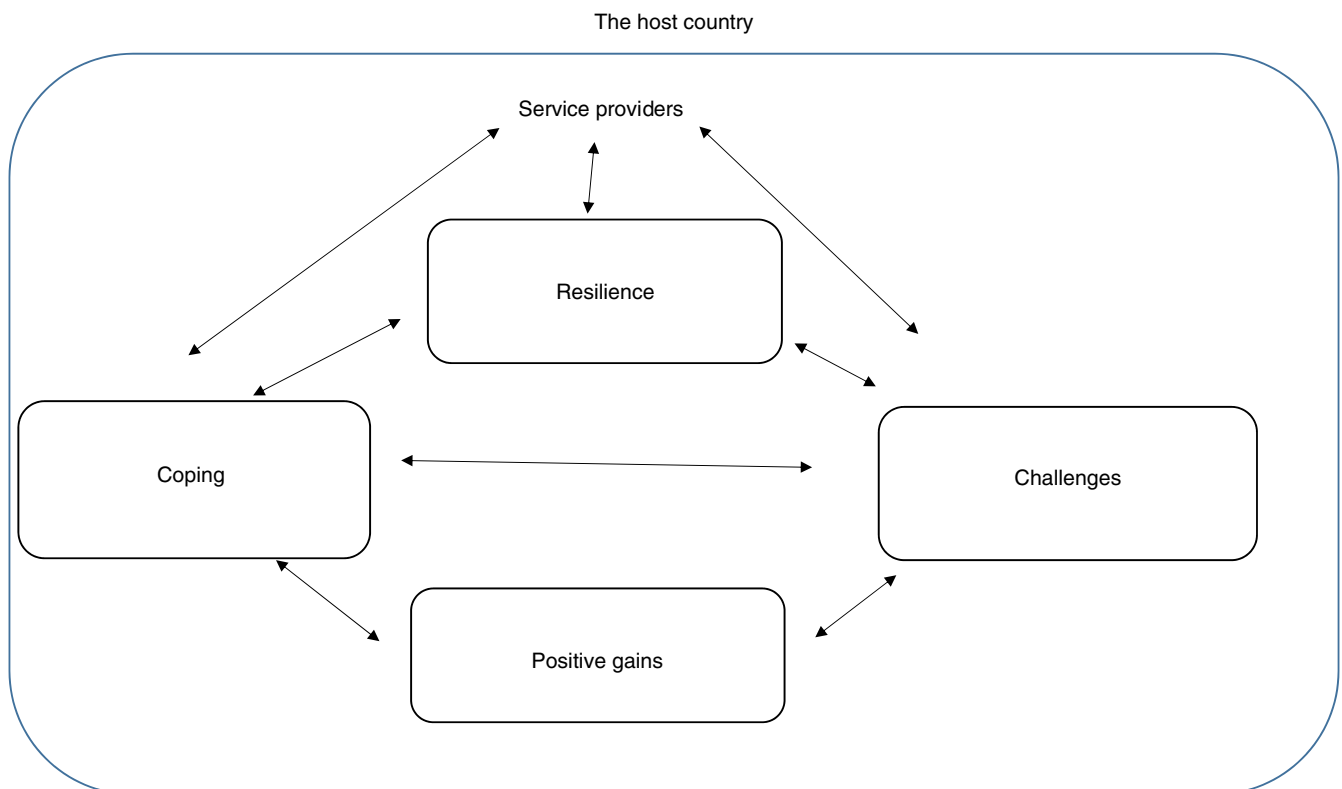 The host country
Service providers
Resilience
Coping
Challenges
Positive gains